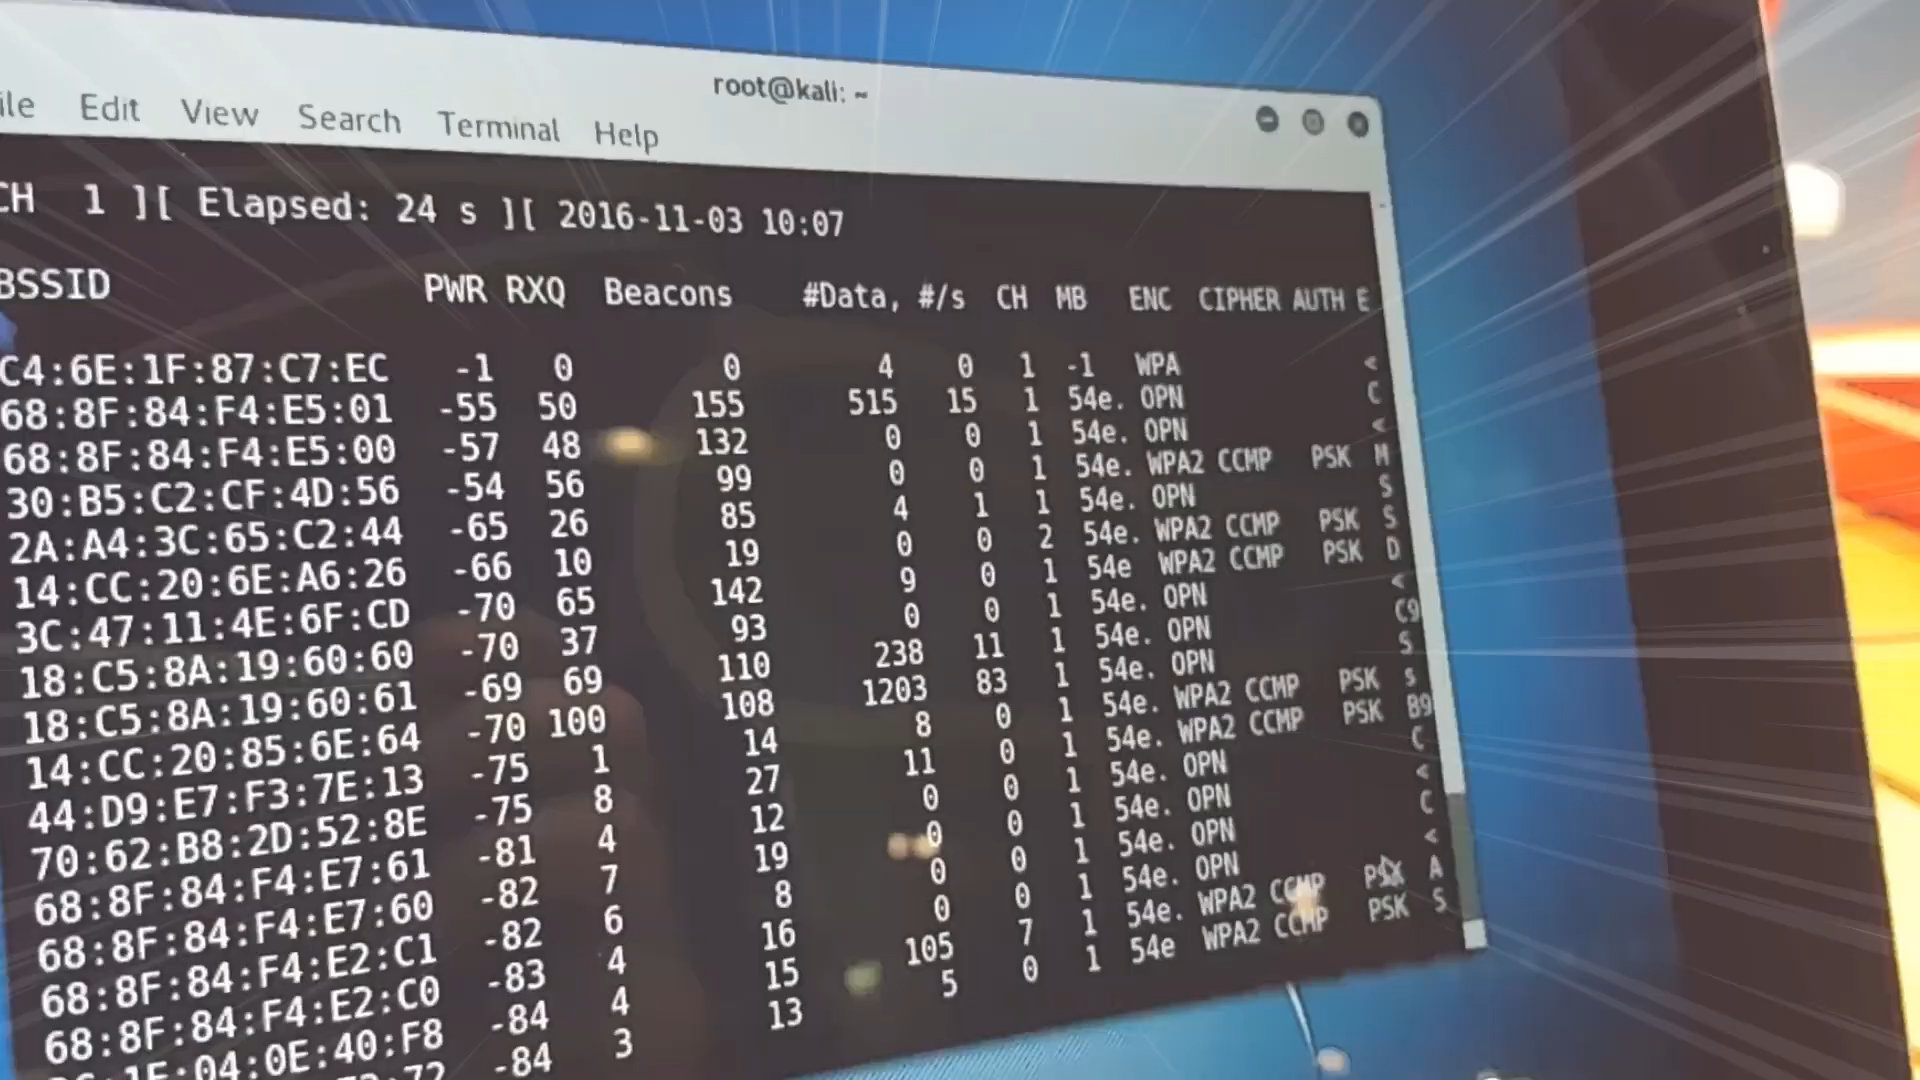 root@kali: ~
ile Edit View Search Terminal Help
CH 1 ][ Elapsed: 24 s ][ 2016-11-03 10:07
BSSID PWR RXQ Beacons #Data, #/s CH MB ENC CIPHER AUTH E
C4:6E:1F:87:C7:EC -1 0 0 4 0 1 -1 WPA <
68:8F:84:F4:E5:01 -55 50 155 515 15 1 54e. OPN C
68:8F:84:F4:E5:00 -57 48 132 0 0 1 54e. OPN <
30:B5:C2:CF:4D:56 -54 56 99 0 0 1 54e. WPA2 CCMP PSK M
2A:A4:3C:65:C2:44 -65 26 85 4 1 1 54e. OPN S
14:CC:20:6E:A6:26 -66 10 19 0 0 2 54e. WPA2 CCMP PSK S
3C:47:11:4E:6F:CD -70 65 142 9 0 1 54e WPA2 CCMP PSK D
18:C5:8A:19:60:60 -70 37 93 0 0 1 54e. OPN <
18:C5:8A:19:60:61 -69 69 110 238 11 1 54e. OPN C9
14:CC:20:85:6E:64 -70 100 108 1203 83 1 54e. OPN S
44:D9:E7:F3:7E:13 -75 1 14 8 0 1 54e. WPA2 CCMP PSK s
70:62:B8:2D:52:8E -75 8 27 11 0 1 54e. WPA2 CCMP PSK B9
68:8F:84:F4:E7:61 -81 4 12 0 0 1 54e. OPN C
68:8F:84:F4:E7:60 -82 7 19 0 0 1 54e. OPN <
68:8F:84:F4:E2:C1 -82 6 8 0 0 1 54e. OPN C
68:8F:84:F4:E2:C0 -83 4 16 0 0 1 54e. OPN <
:1E:04:0E:40:F8 -84 4 15 105 7 1 54e. WPA2 CCMP PSK A
:72 -84 3 13 5 0 1 54e WPA2 CCMP PSK S